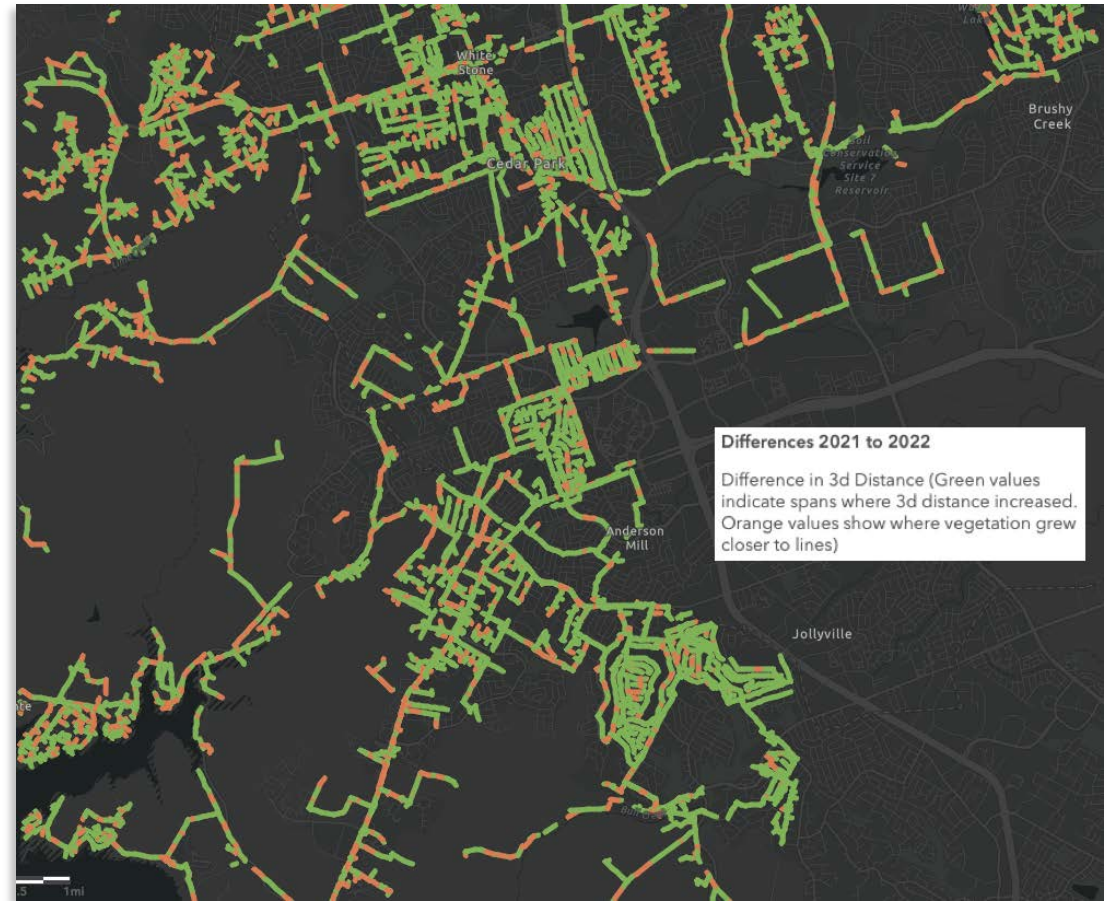 White
Stone
Brushy
Creek
Cedar Park
Soil
Conservation
Service
Site 7
Reservoir
Differences 2021 to 2022
Difference in 3d Distance (Green values
indicate spans where 3d distance increased.
Orange values show where vegetation grew
closer to lines)
Anderson
Mill
Jollyville
.5 1mi